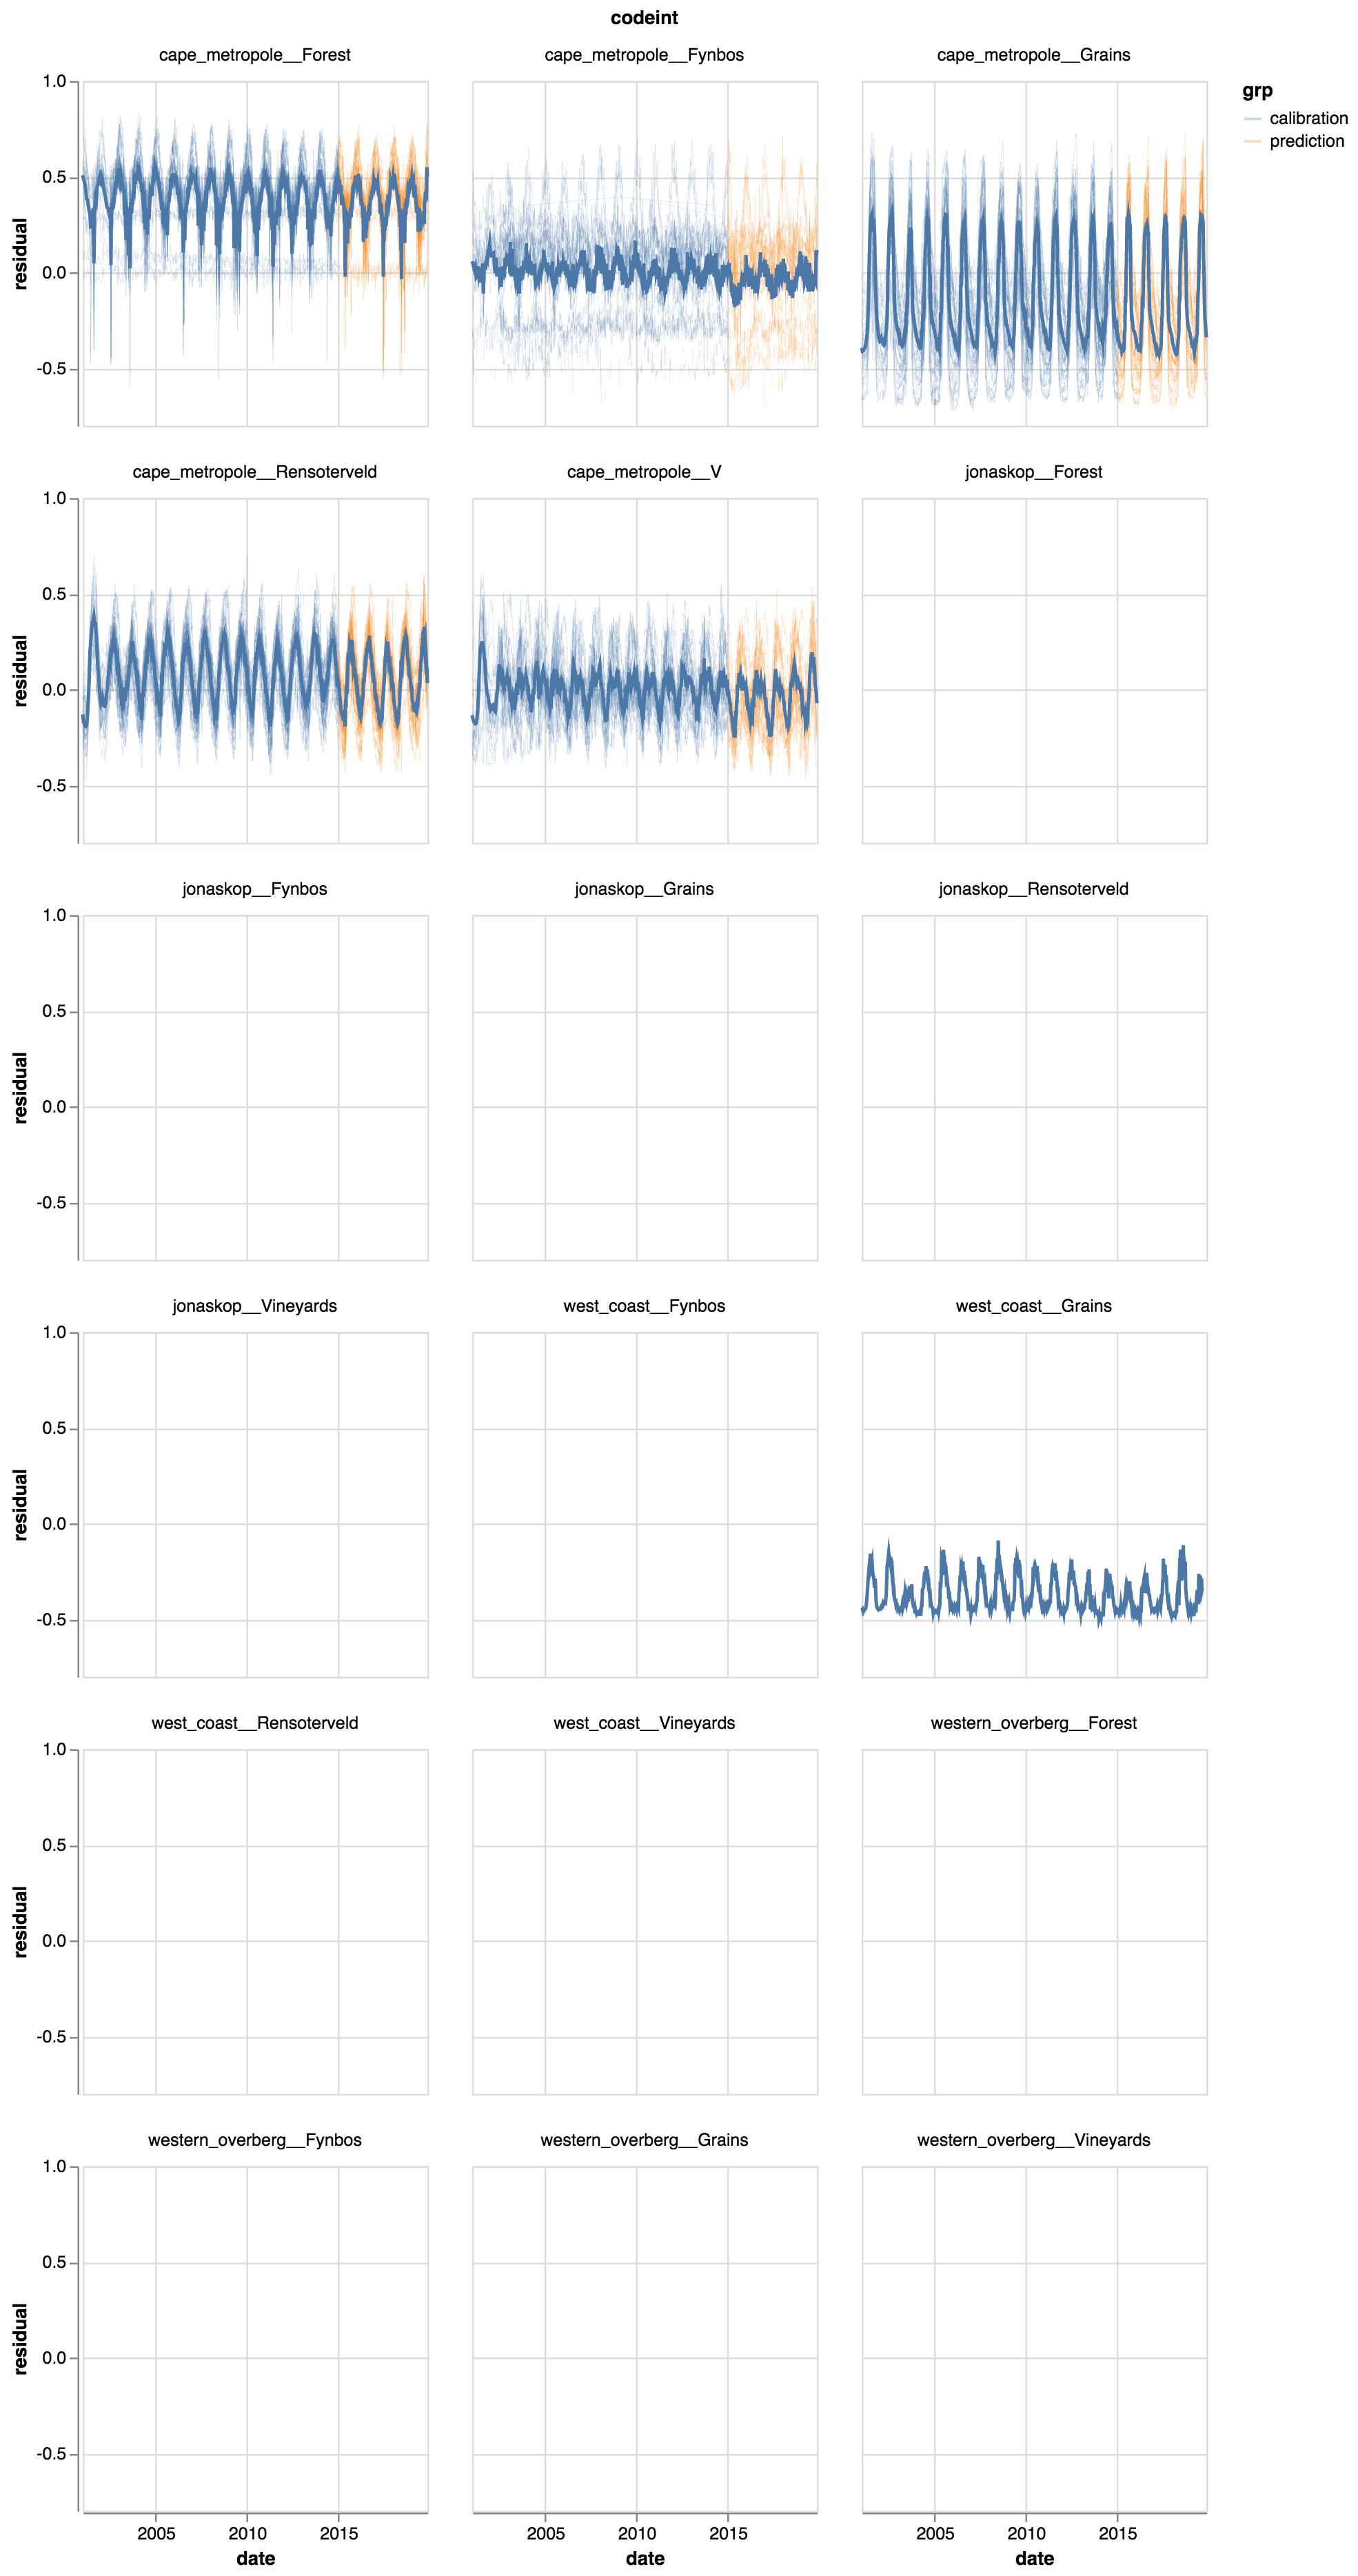 codeint
cape_metropole__Forest
cape_metropole__Fynbos
cape_metropole__Grains
grp
calibration
prediction
residual
1.0
0.5
0.0
-0.5
cape_metropole__Rensoterveld
cape_metropole__V
jonaskop__Forest
residual
1.0
0.5
0.0
-0.5
jonaskop__Fynbos
jonaskop__Grains
jonaskop__Rensoterveld
residual
1.0
0.5
0.0
-0.5
jonaskop__Vineyards
west_coast__Fynbos
west_coast__Grains
residual
1.0
0.5
0.0
-0.5
west_coast__Rensoterveld
west_coast__Vineyards
western_overberg__Forest
residual
1.0
0.5
0.0
-0.5
western_overberg__Fynbos
western_overberg__Grains
western_overberg__Vineyards
residual
1.0
0.5
0.0
-0.5
2005 2010 2015
date
2005 2010 2015
date
2005 2010 2015
date